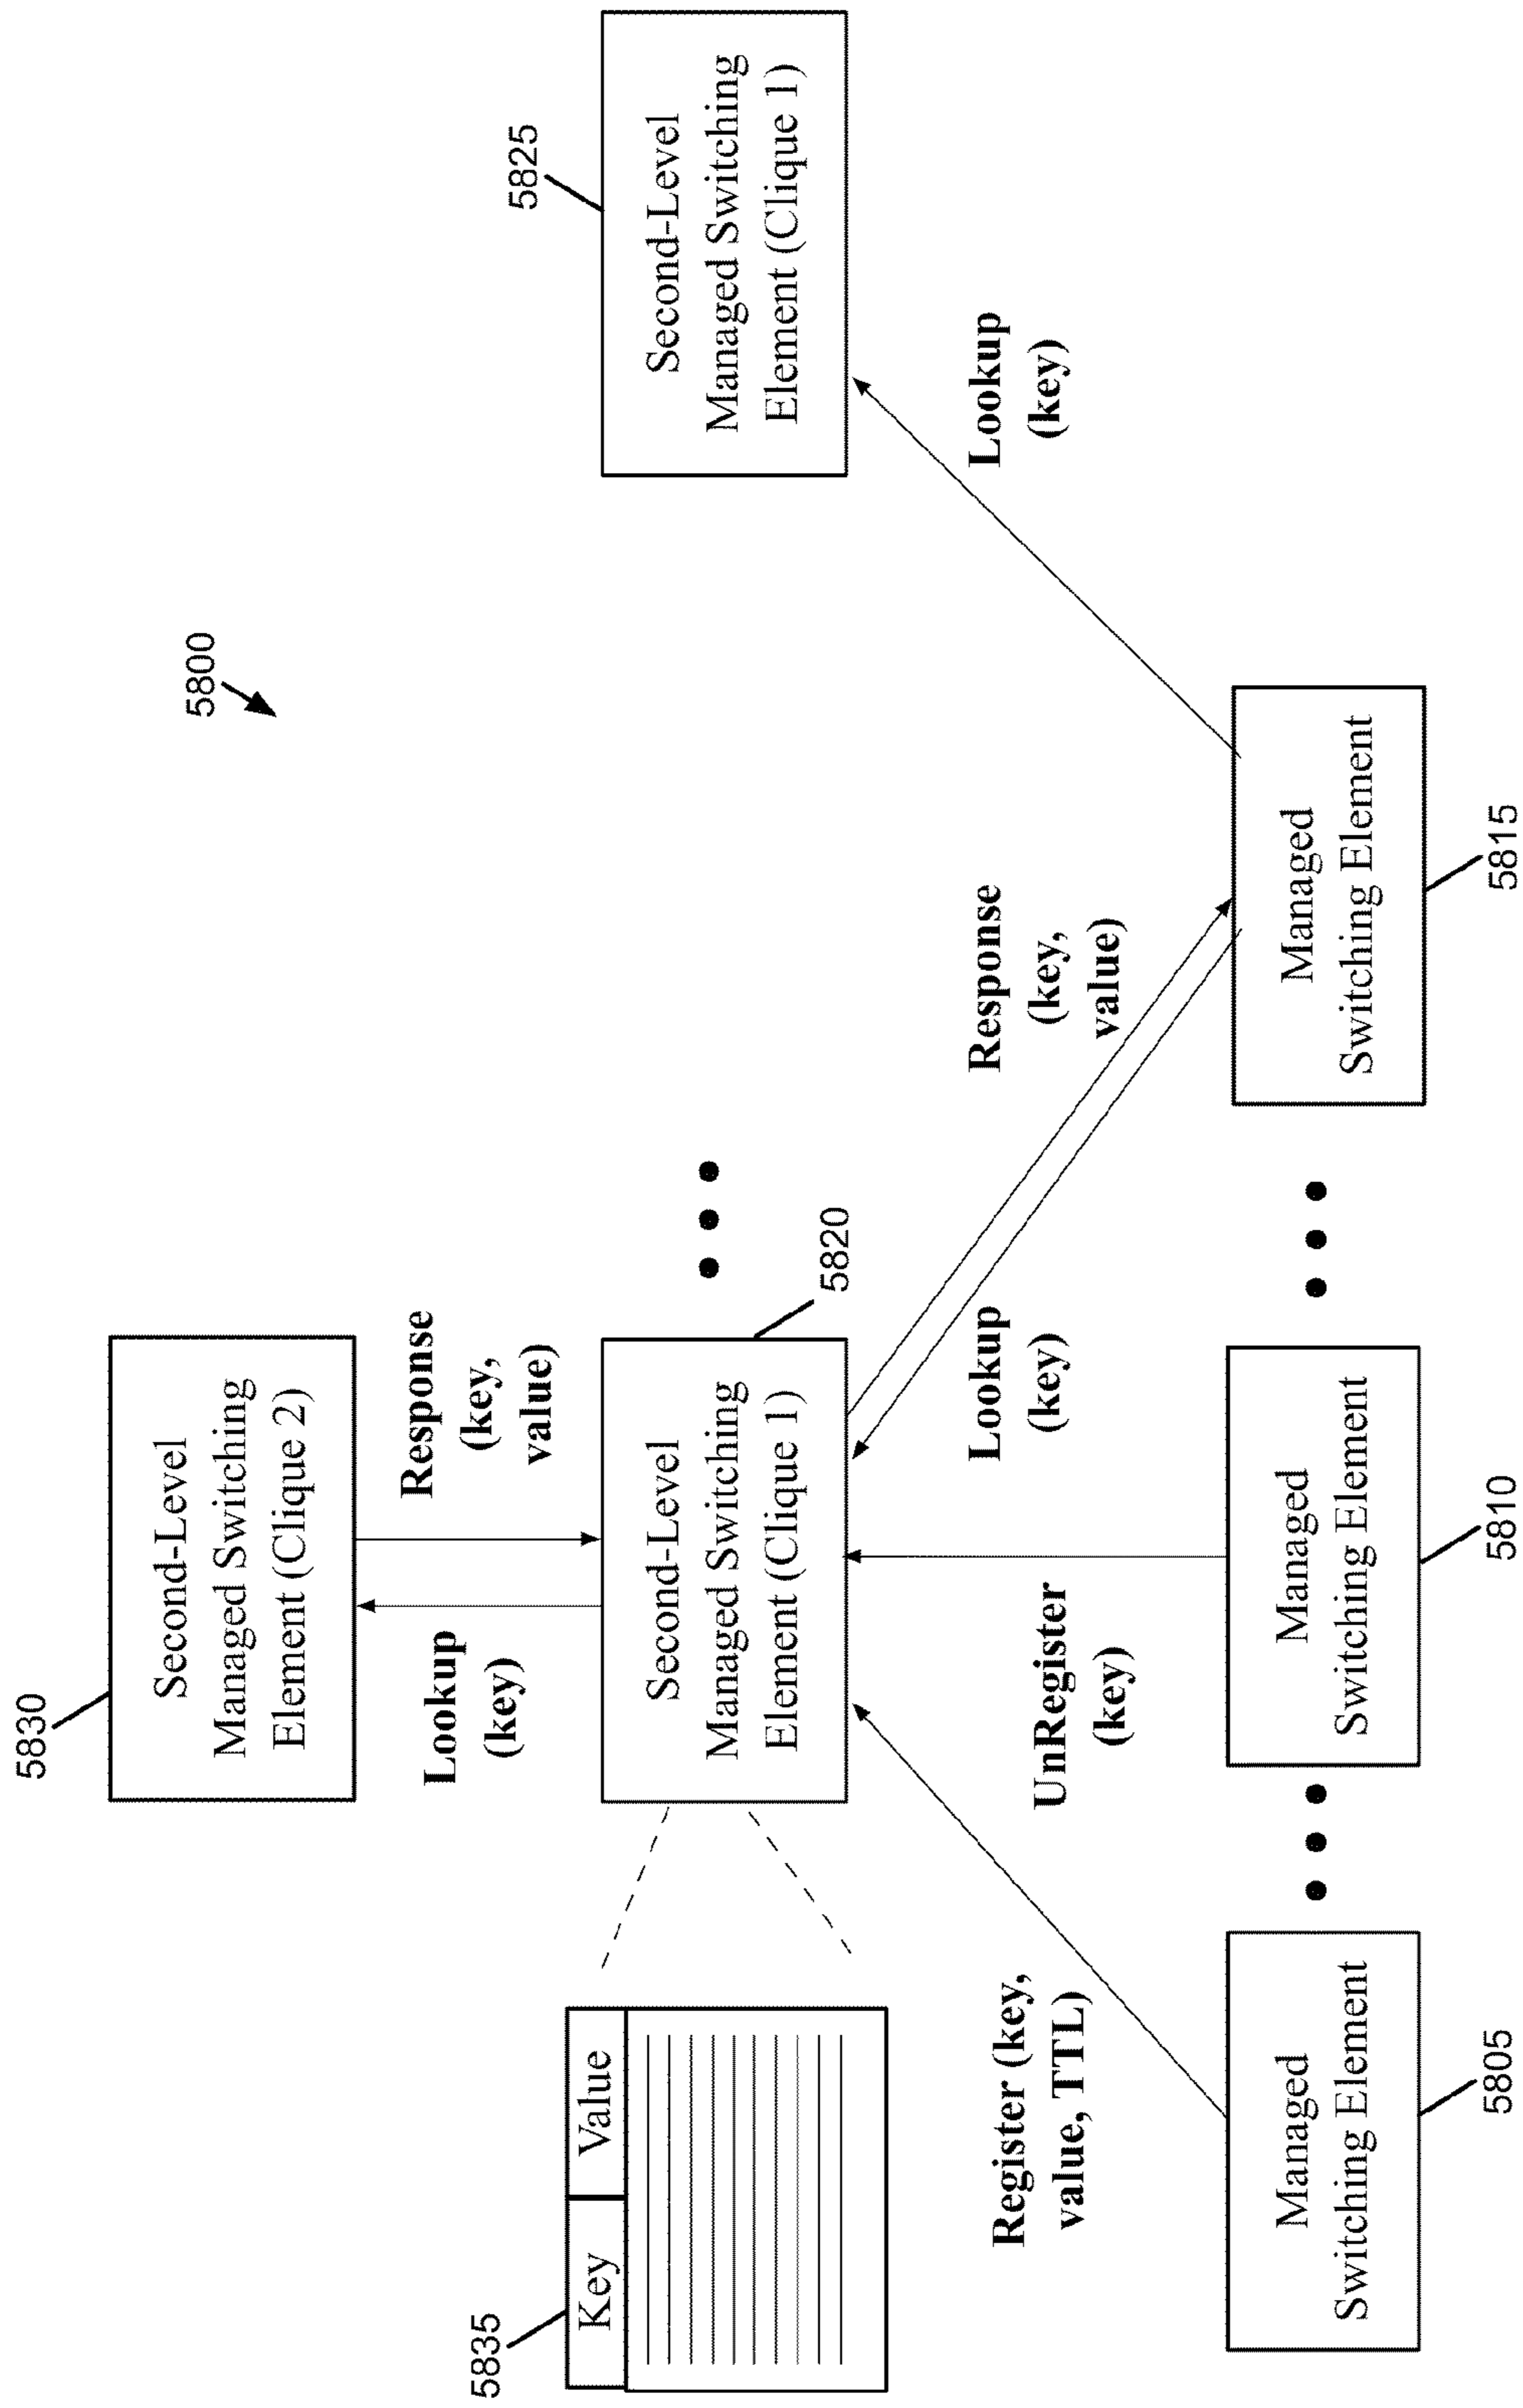 5800
5830
Second-Level
Managed Switching
Element (Clique 2)
Lookup
(key)
Response
(key,
value)
5835
Key Value
Second-Level
Managed Switching
Element (Clique 1)
5820
5825
Second-Level
Managed Switching
Element (Clique 1)
Register (key,
value, TTL)
UnRegister
(key)
Lookup
(key)
Response
(key,
value)
Lookup
(key)
Managed
Switching Element
5805
Managed
Switching Element
5810
Managed
Switching Element
5815